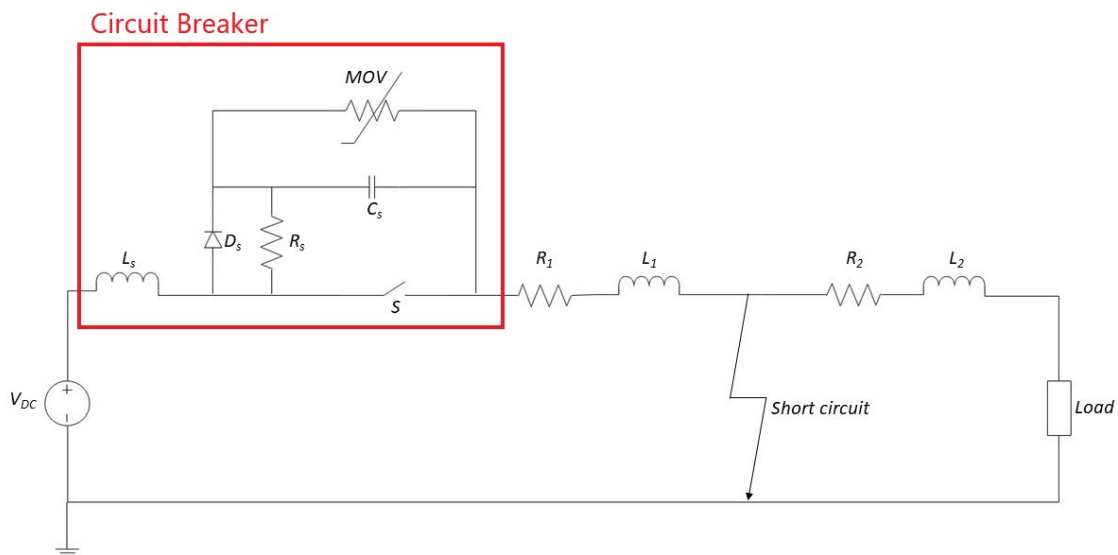 Circuit Breaker
MOV
Cs
Ds
Rs
Ls
S
R1
L1
R2
L2
VDC
+
-
Short circuit
Load